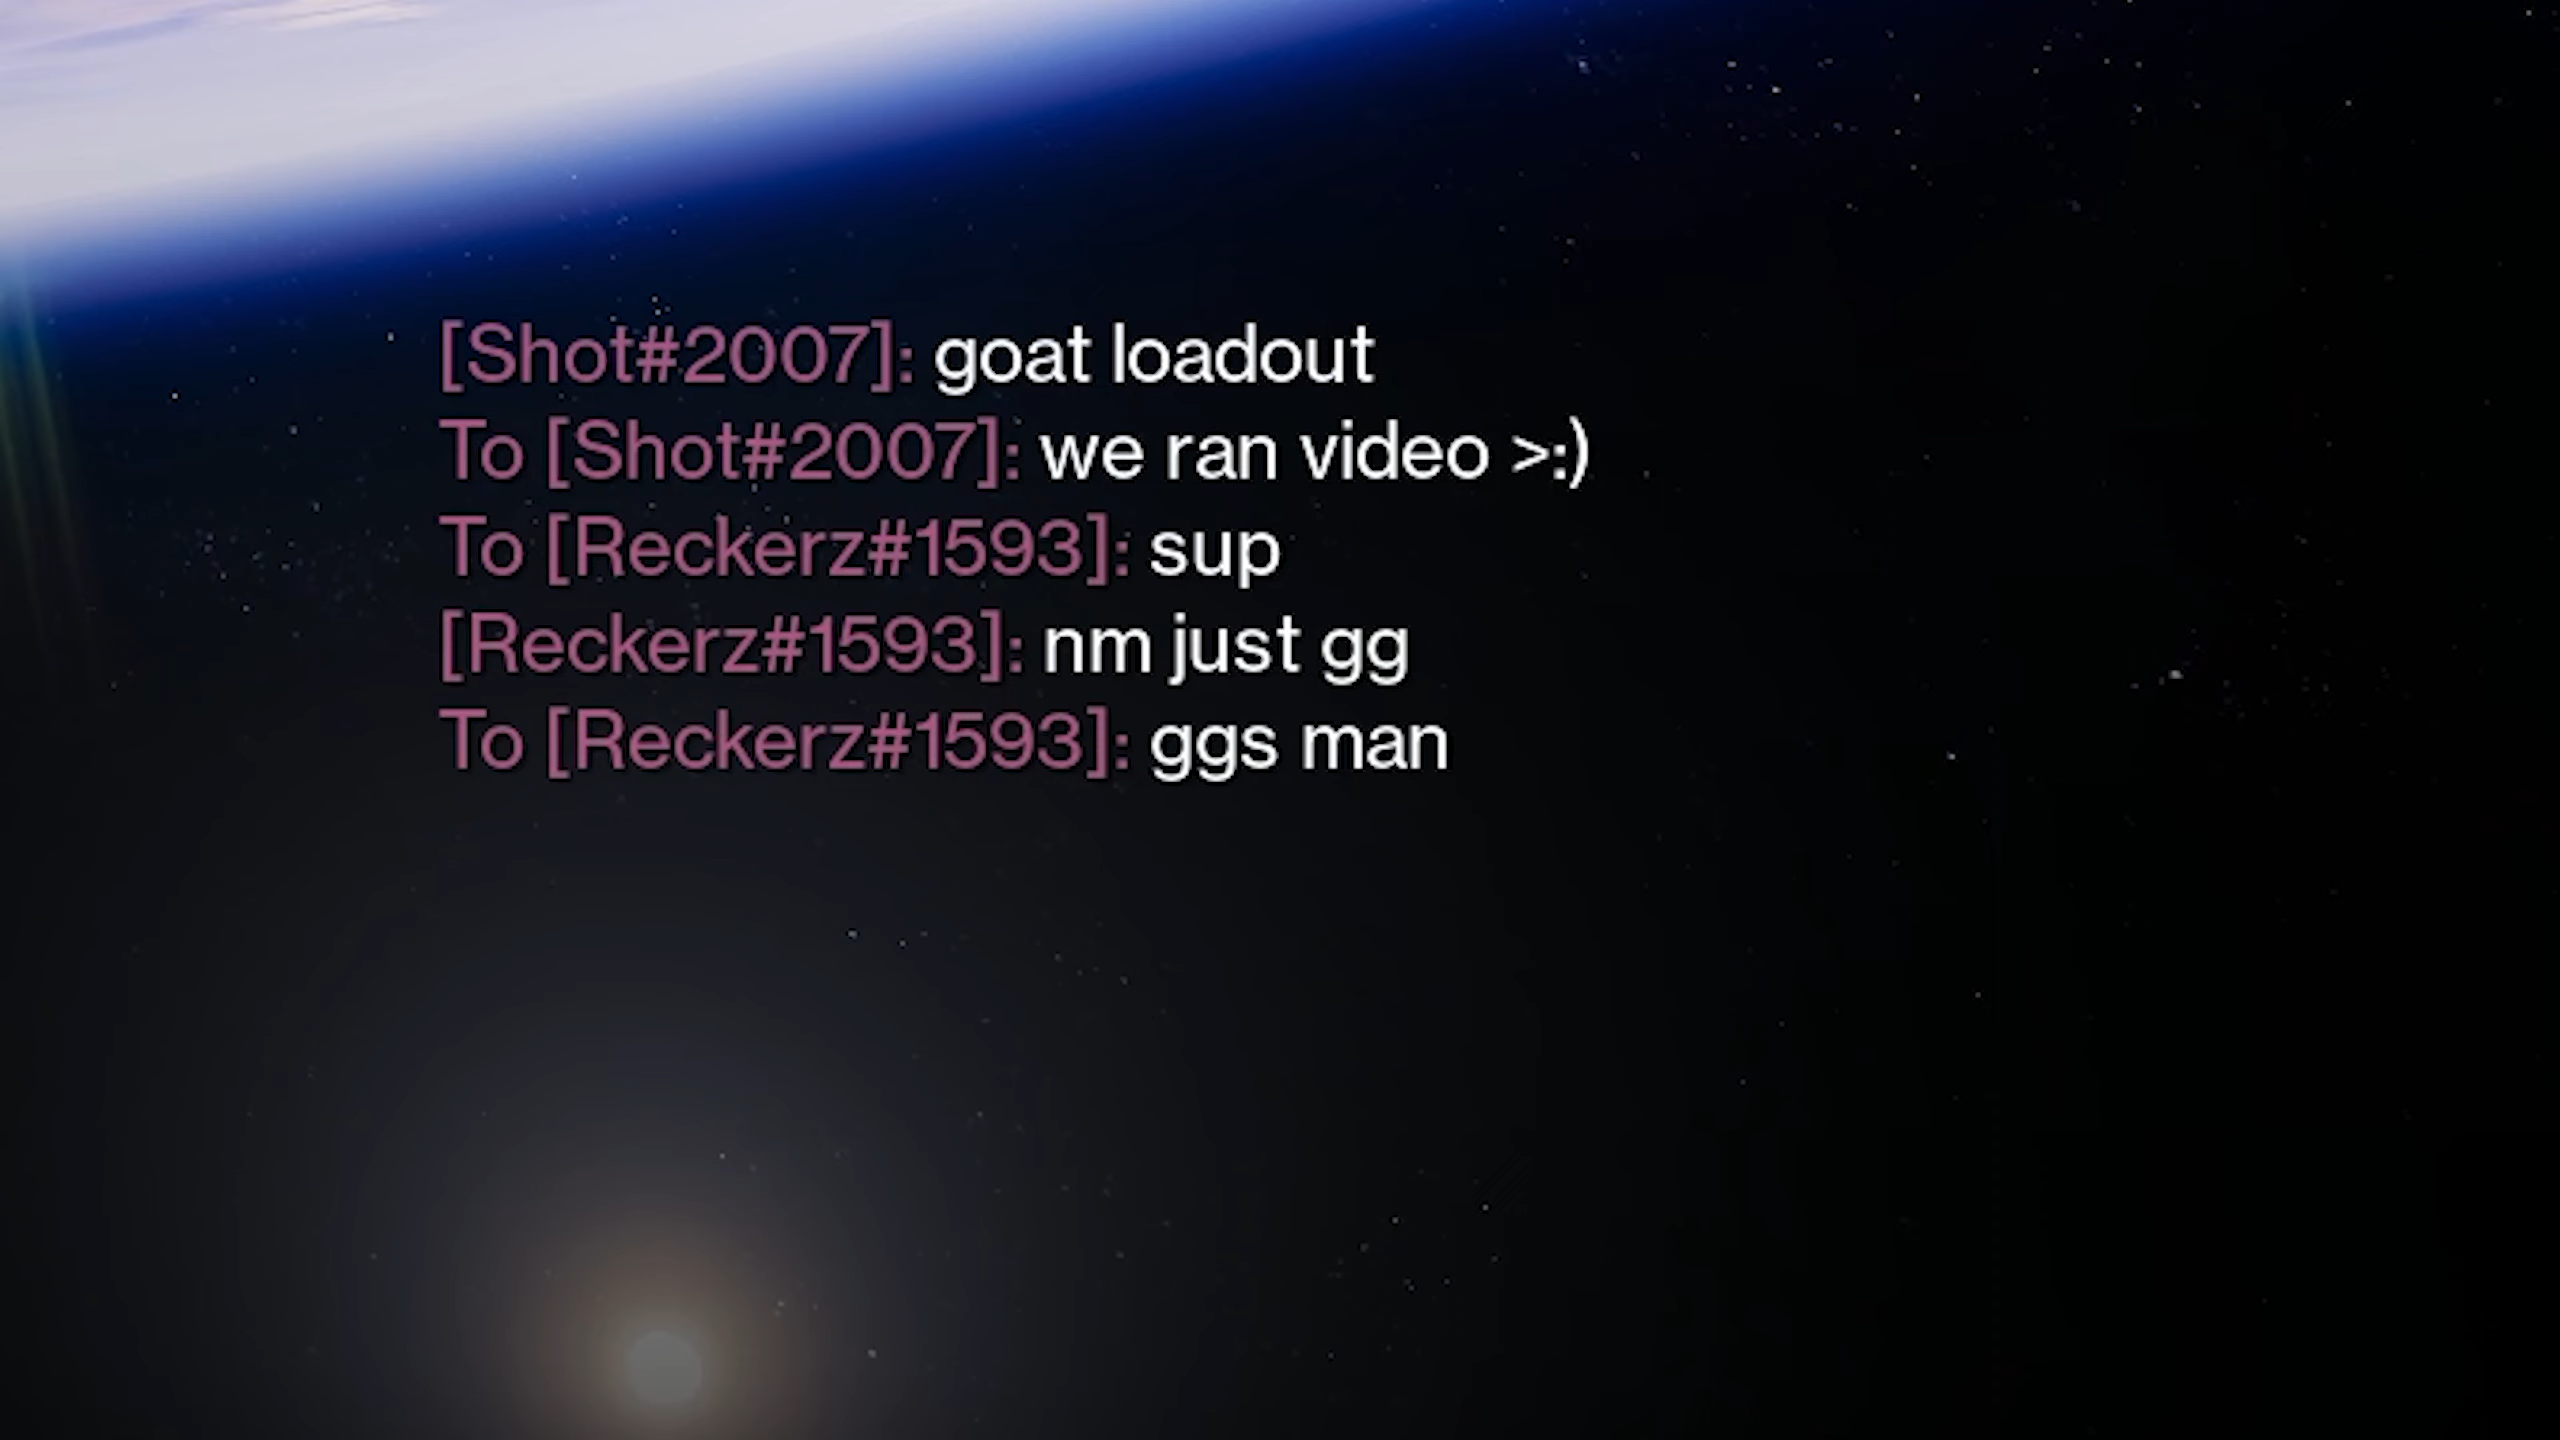 [Shot#2007]: goat loadout
To [Shot#2007]: we ran video >:)
To [Reckerz#1593]: sup
[Reckerz#1593]: nm just gg
To [Reckerz#1593]: ggs man